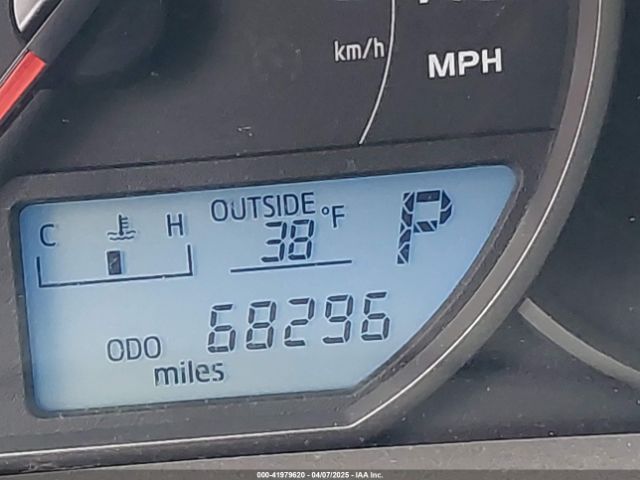 km/h
MPH
OUTSIDE
C H 38 °F P
ODO 68296
miles
000-41979620 - 04/07/2025 - IAA Inc.